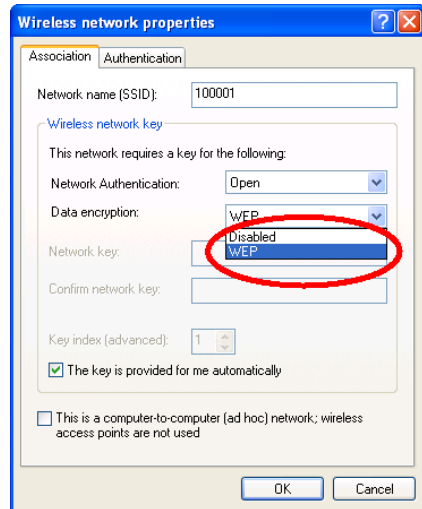 Wireless network properties
Association Authentication
Network name (SSID): 100001
Wireless network key
This network requires a key for the following:
Network Authentication: Open
Data encryption: WEP
Disabled
WEP
Network key:
Confirm network key:
Key index (advanced): 1
The key is provided for me automatically
This is a computer-to-computer (ad hoc) network; wireless
access points are not used
OK Cancel